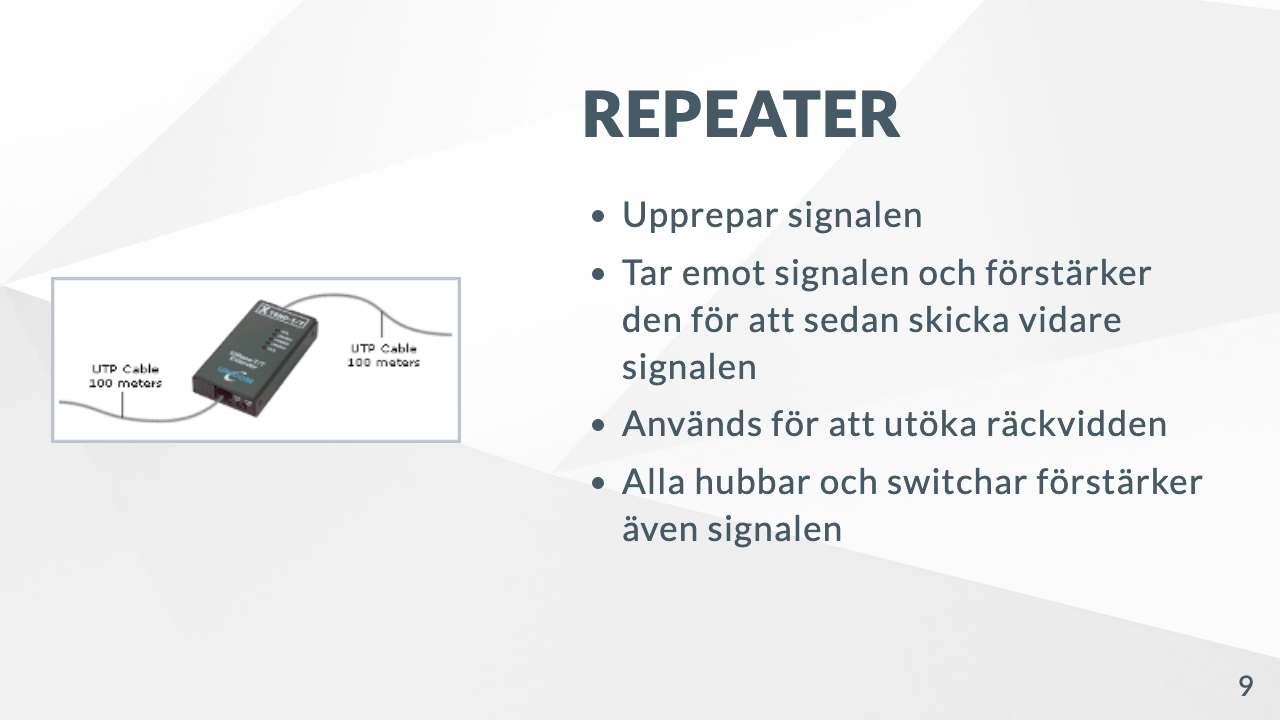 REPEATER
• Upprepar signalen
• Tar emot signalen och förstärker
den för att sedan skicka vidare
signalen
• Används för att utöka räckvidden
• Alla hubbar och switchar förstärker
även signalen
UTP Cable
100 meters
UTP Cable
100 meters
9